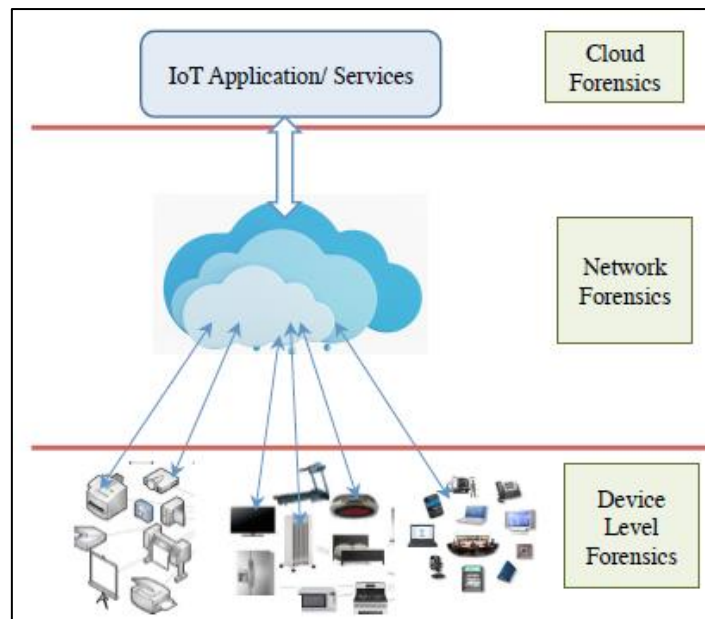 IoT Application/ Services
Cloud
Forensics
Network
Forensics
Device
Level
Forensics